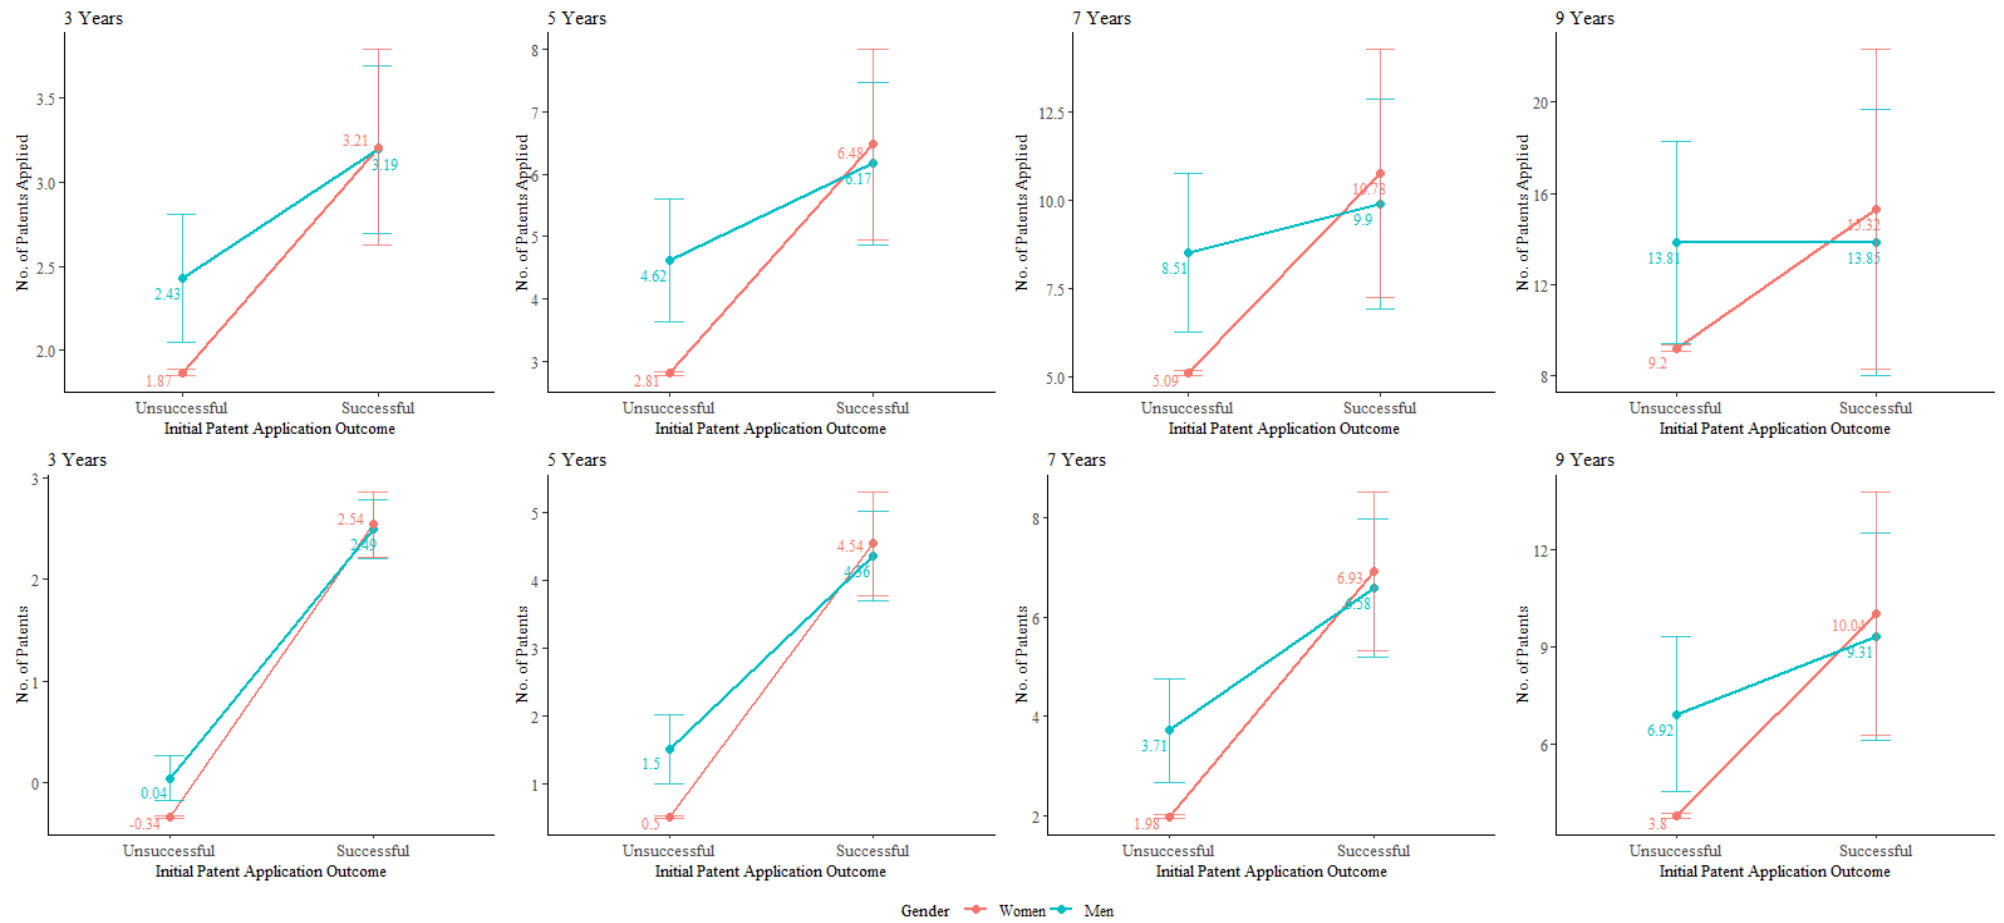 3 Years
No. of Patents Applied
3.5
3.0
2.5
2.0
3.21
3.19
2.43
1.87
Unsuccessful Successful
Initial Patent Application Outcome
5 Years
No. of Patents Applied
8
7
6
5
4
3
6.48
6.17
4.62
2.81
Unsuccessful Successful
Initial Patent Application Outcome
7 Years
No. of Patents Applied
12.5
10.0
7.5
5.0
10.78
9.9
8.51
5.09
Unsuccessful Successful
Initial Patent Application Outcome
9 Years
No. of Patents Applied
20
16
12
8
15.32
13.81
13.85
9.2
Unsuccessful Successful
Initial Patent Application Outcome
3 Years
No. of Patents
3
2
1
0
2.54
2.49
0.04
-0.34
Unsuccessful Successful
Initial Patent Application Outcome
5 Years
No. of Patents
5
4
3
2
1
4.54
4.36
1.5
0.5
Unsuccessful Successful
Initial Patent Application Outcome
7 Years
No. of Patents
8
6
4
2
6.93
6.58
3.71
1.98
Unsuccessful Successful
Initial Patent Application Outcome
9 Years
No. of Patents
12
9
6
10.04
9.31
6.92
3.8
Unsuccessful Successful
Initial Patent Application Outcome
Gender Women Men